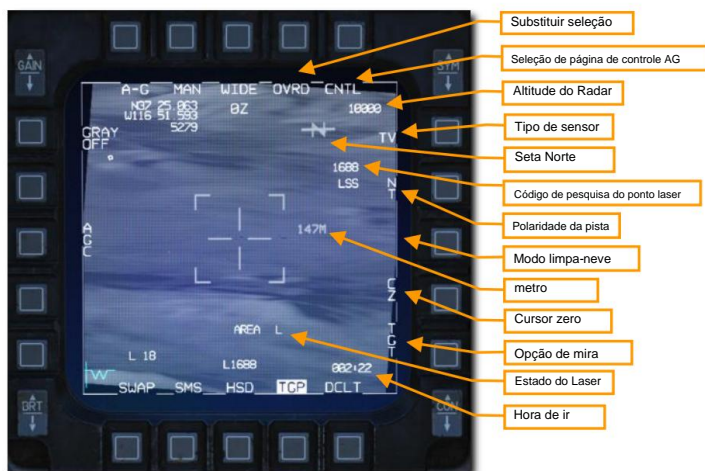 GAIN
SYM
A-G MAN WIDE OVRD CNTL
N37 25.063
W116 51.593
5279
0Z
10000
GRAY
OFF
N
TV
1688
LSS
N
T
147M
A
G
C
C
Z
AREA L
T
G
T
L 18
L1688
002:22
SWAP SMS HSD TGP DCLT
BRT
CON
Substituir seleção
Seleção de página de controle AG
Altitude do Radar
Tipo de sensor
Seta Norte
Código de pesquisa do ponto laser
Polaridade da pista
Modo limpa-neve
metro
Cursor zero
Opção de mira
Estado do Laser
Hora de ir